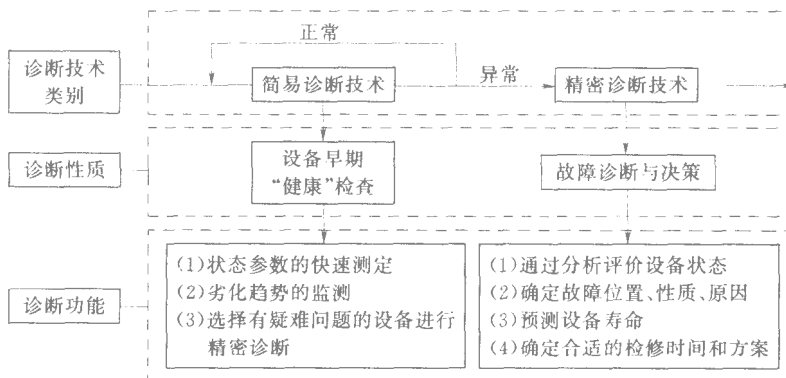 正常
诊断技术
类别
简易诊断技术
异常
精密诊断技术
诊断性质
设备早期
“健康”检查
故障诊断与决策
诊断功能
(1)状态参数的快速测定
(2)劣化趋势的监测
(3)选择有疑难问题的设备进行
精密诊断
(1)通过分析评价设备状态
(2)确定故障位置、性质、原因
(3)预测设备寿命
(4)确定合适的检修时间和方案